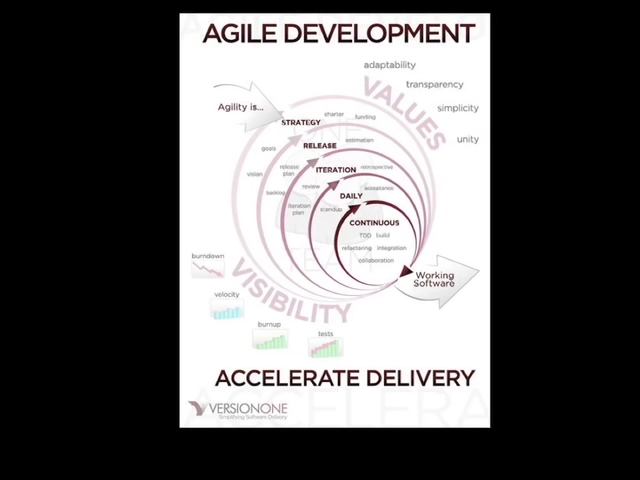 AGILE DEVELOPMENT
adaptability
transparency
VALUES
simplicity
unity
Agility is...
STRATEGY
charter
funding
goals
RELEASE
estimation
vision
release
plan
ITERATION
retrospective
backlog
review
acceptance
DAILY
iteration
plan
standup
CONTINUOUS
TDD
build
refactoring
integration
collaboration
TEAM
Working
Software
VISIBILITY
burndown
velocity
burnup
tests
ACCELERATE DELIVERY
VERSIONONE
Simplifying Software Delivery